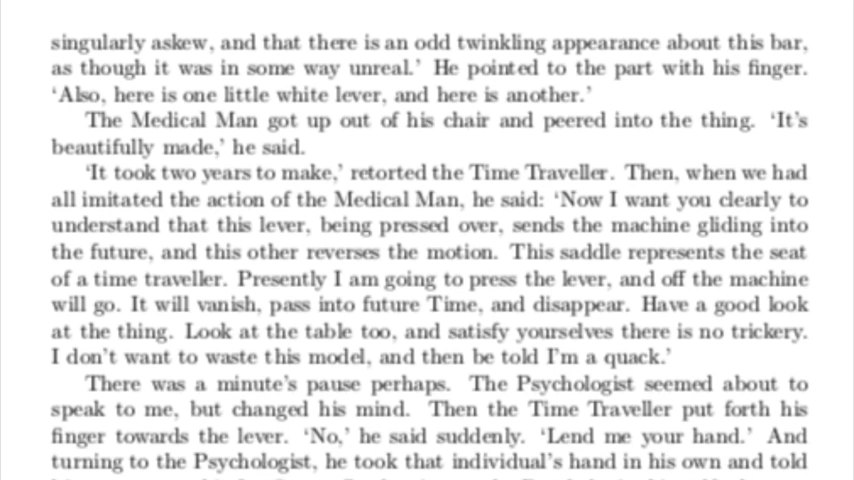 singularly askew, and that there is an odd twinkling appearance about this bar,
as though it was in some way unreal.’ He pointed to the part with his finger.
‘Also, here is one little white lever, and here is another.’
The Medical Man got up out of his chair and peered into the thing. ‘It’s
beautifully made,’ he said.
‘It took two years to make,’ retorted the Time Traveller. Then, when we had
all imitated the action of the Medical Man, he said: ‘Now I want you clearly to
understand that this lever, being pressed over, sends the machine gliding into
the future, and this other reverses the motion. This saddle represents the seat
of a time traveller. Presently I am going to press the lever, and off the machine
will go. It will vanish, pass into future Time, and disappear. Have a good look
at the thing. Look at the table too, and satisfy yourselves there is no trickery.
I don’t want to waste this model, and then be told I’m a quack.’
There was a minute’s pause perhaps. The Psychologist seemed about to
speak to me, but changed his mind. Then the Time Traveller put forth his
finger towards the lever. ‘No,’ he said suddenly. ‘Lend me your hand.’ And
turning to the Psychologist, he took that individual’s hand in his own and told